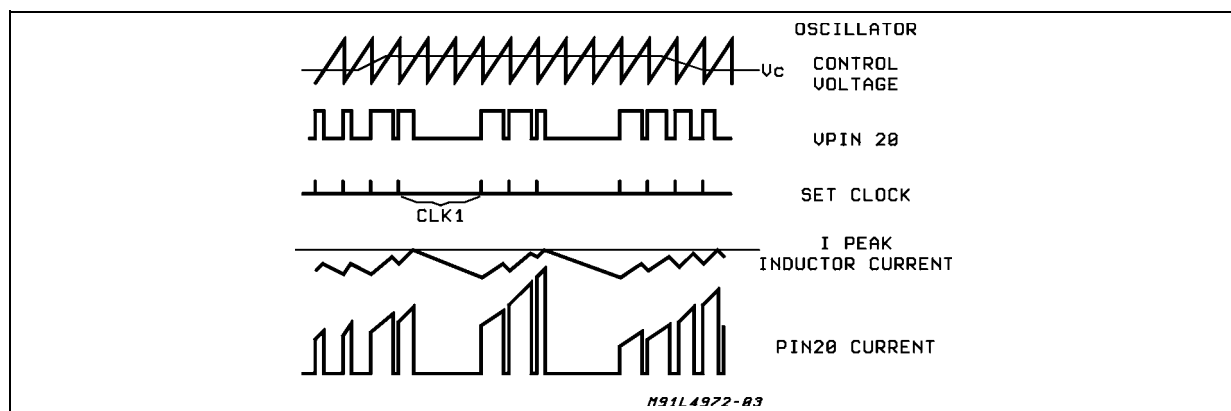 OSCILLATOR
Vc
CONTROL
VOLTAGE
VPIN 20
SET CLOCK
CLK1
I PEAK
INDUCTOR CURRENT
PIN20 CURRENT
M91L4972-03